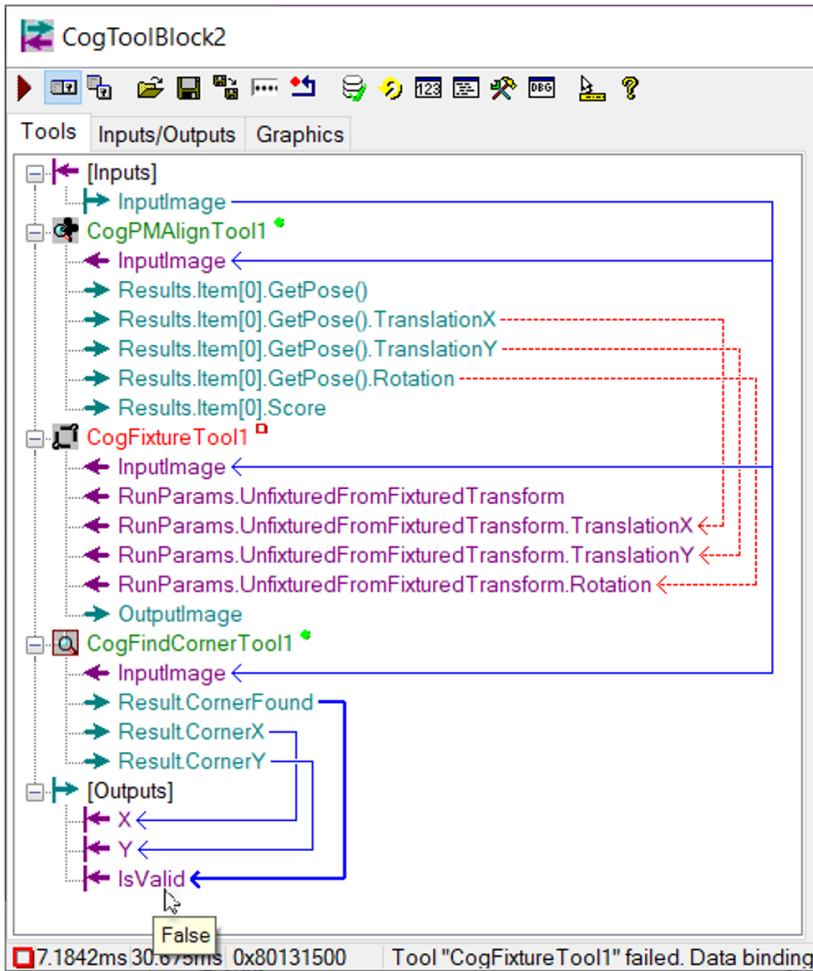 CogToolBlock2
123
DBG
Tools Inputs/Outputs Graphics
[Inputs]
InputImage
CogPMAlignTool1
InputImage
Results.Item[0].GetPose()
Results.Item[0].GetPose().TranslationX
Results.Item[0].GetPose().TranslationY
Results.Item[0].GetPose().Rotation
Results.Item[0].Score
CogFixtureTool1
InputImage
RunParams.UnfixturedFromFixturedTransform
RunParams.UnfixturedFromFixturedTransform.TranslationX
RunParams.UnfixturedFromFixturedTransform.TranslationY
RunParams.UnfixturedFromFixturedTransform.Rotation
OutputImage
CogFindCornerTool1
InputImage
Result.CornerFound
Result.CornerX
Result.CornerY
[Outputs]
X
Y
IsValid
False
7.1842ms 30.675ms 0x80131500 Tool "CogFixtureTool1" failed. Data binding